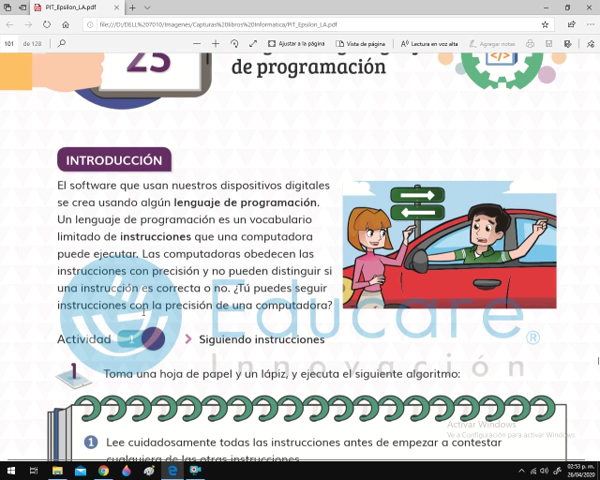 PIT_Epsilon_LA.pdf
file:///D:/DELL%207010/Imagenes/Capturas%20libros%20Informatica/PIT_Epsilon_LA.pdf
101 de 128
Ajustar a la página
Vista de página
Lectura en voz alta
Agregar notas
25
de programación
INTRODUCCIÓN
El software que usan nuestros dispositivos digitales
se crea usando algún lenguaje de programación.
Un lenguaje de programación es un vocabulario
limitado de instrucciones que una computadora
puede ejecutar. Las computadoras obedecen las
instrucciones con precisión y no pueden distinguir si
una instrucción es correcta o no. ¿Tú puedes seguir
instrucciones con la precisión de una computadora?
Educare®
Innovación
Actividad 1 Siguiendo instrucciones
1 Toma una hoja de papel y un lápiz, y ejecuta el siguiente algoritmo:
1 Lee cuidadosamente todas las instrucciones antes de empezar a contestar
cualquiera de las otras instrucciones
Activar Windows
Ve a Configuración para activar Windows.
02:53 p. m.
26/04/2020